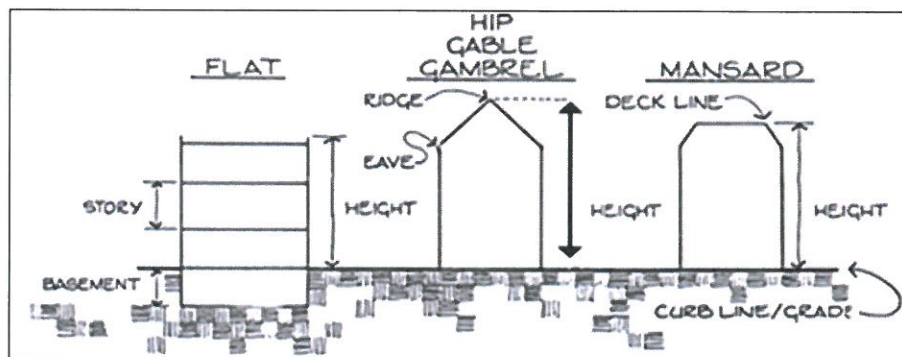 FLAT
HIP
GABLE
GAMBREL
MANSARD
RIDGE
DECK LINE
EAVE
STORY
HEIGHT
HEIGHT
HEIGHT
BASEMENT
CURB LINE/GRADE